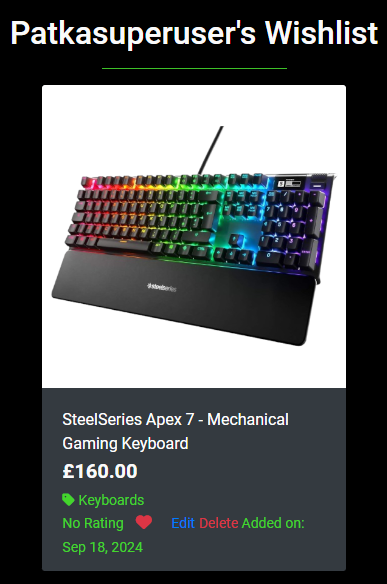 Patkasuperuser's Wishlist
steelseries
SteelSeries Apex 7 - Mechanical
Gaming Keyboard
£160.00
Keyboards
No Rating Edit Delete Added on:
Sep 18, 2024